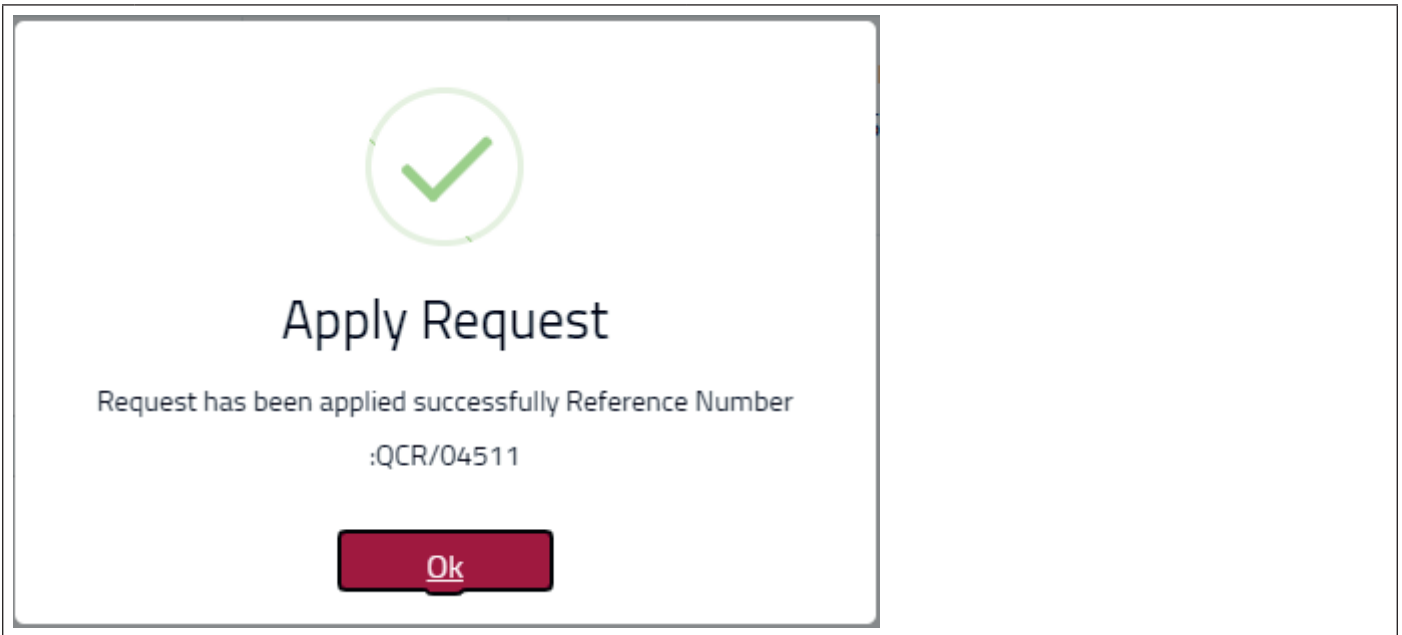 Apply Request
Request has been applied successfully Reference Number
:QCR/04511
Ok